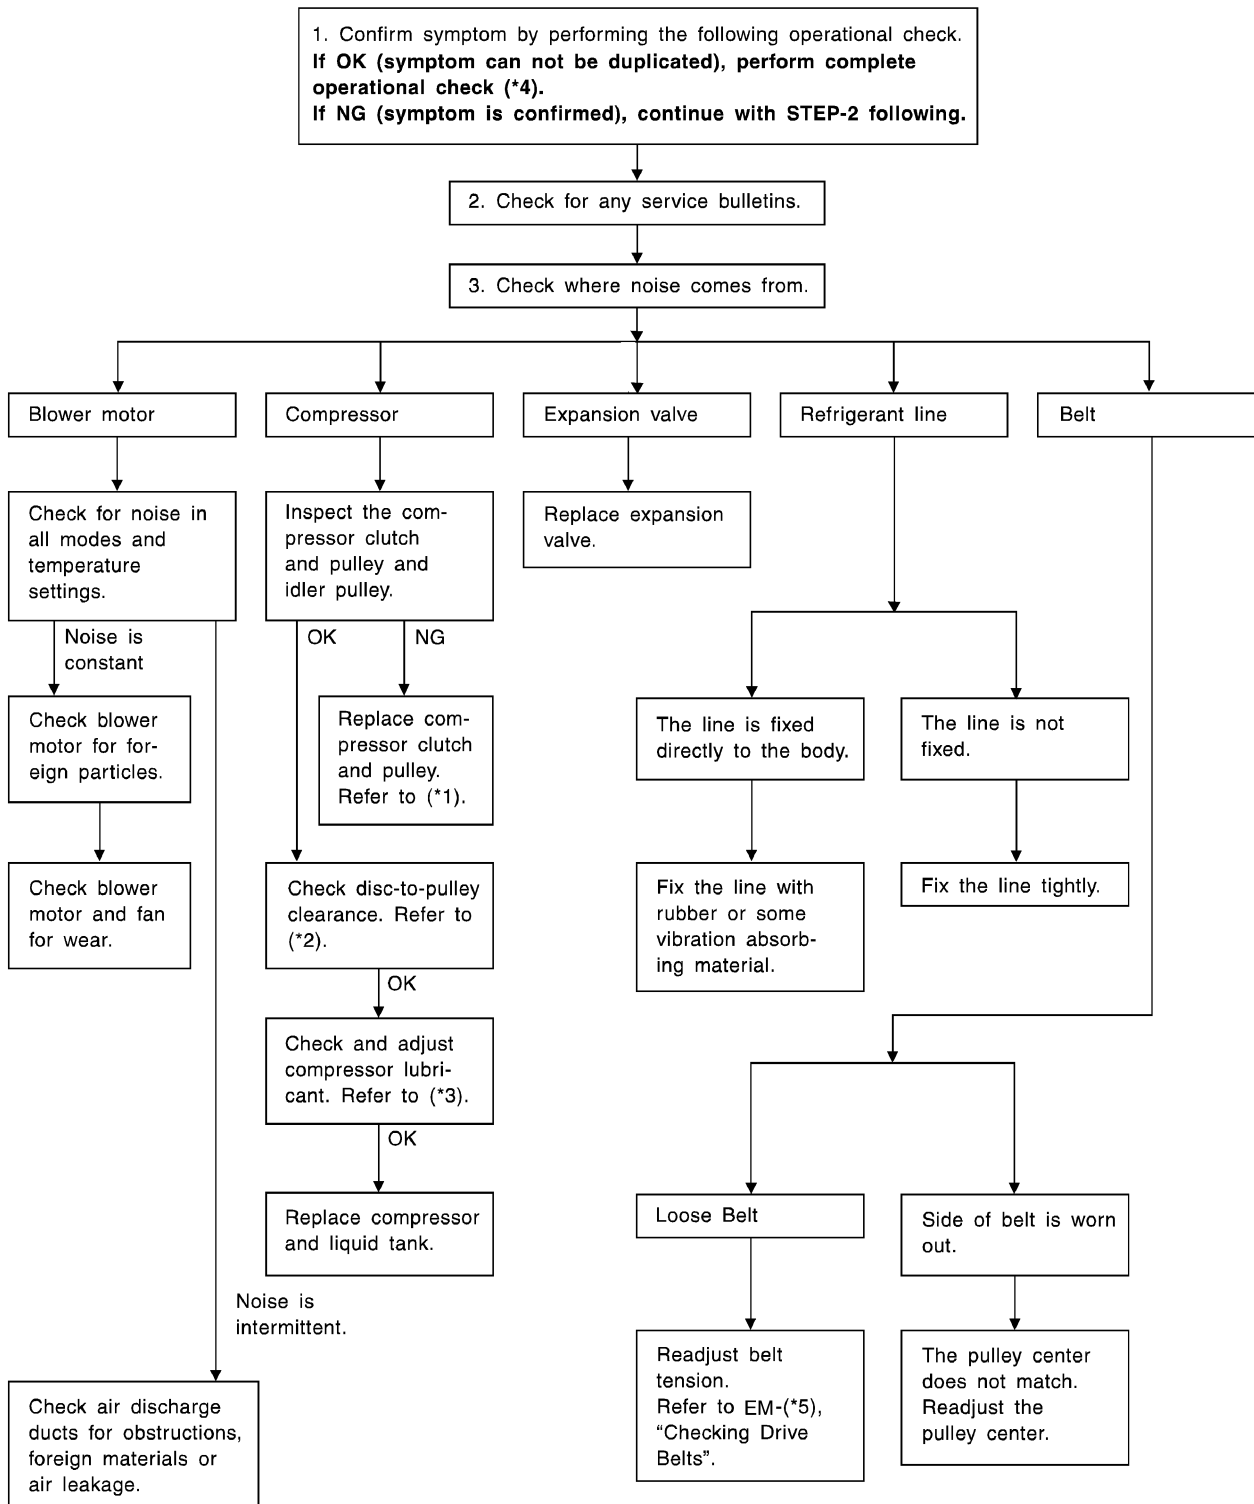 1. Confirm symptom by performing the following operational check.
If OK (symptom can not be duplicated), perform complete
operational check (*4).
If NG (symptom is confirmed), continue with STEP-2 following.
2. Check for any service bulletins.
3. Check where noise comes from.
Blower motor
Compressor
Expansion valve
Refrigerant line
Belt
Check for noise in
all modes and
temperature
settings.
Inspect the com-
pressor clutch
and pulley and
idler pulley.
Replace expansion
valve.
Noise is
constant
OK
NG
Check blower
motor for for-
eign particles.
Replace com-
pressor clutch
and pulley.
Refer to (*1).
The line is fixed
directly to the body.
The line is not
fixed.
Check blower
motor and fan
for wear.
Check disc-to-pulley
clearance. Refer to
(*2).
Fix the line with
rubber or some
vibration absorb-
ing material.
Fix the line tightly.
OK
Check and adjust
compressor lubri-
cant. Refer to (*3).
OK
Replace compressor
and liquid tank.
Loose Belt
Side of belt is worn
out.
Noise is
intermittent.
Readjust belt
tension.
Refer to EM-(*5),
“Checking Drive
Belts”.
The pulley center
does not match.
Readjust the
pulley center.
Check air discharge
ducts for obstructions,
foreign materials or
air leakage.